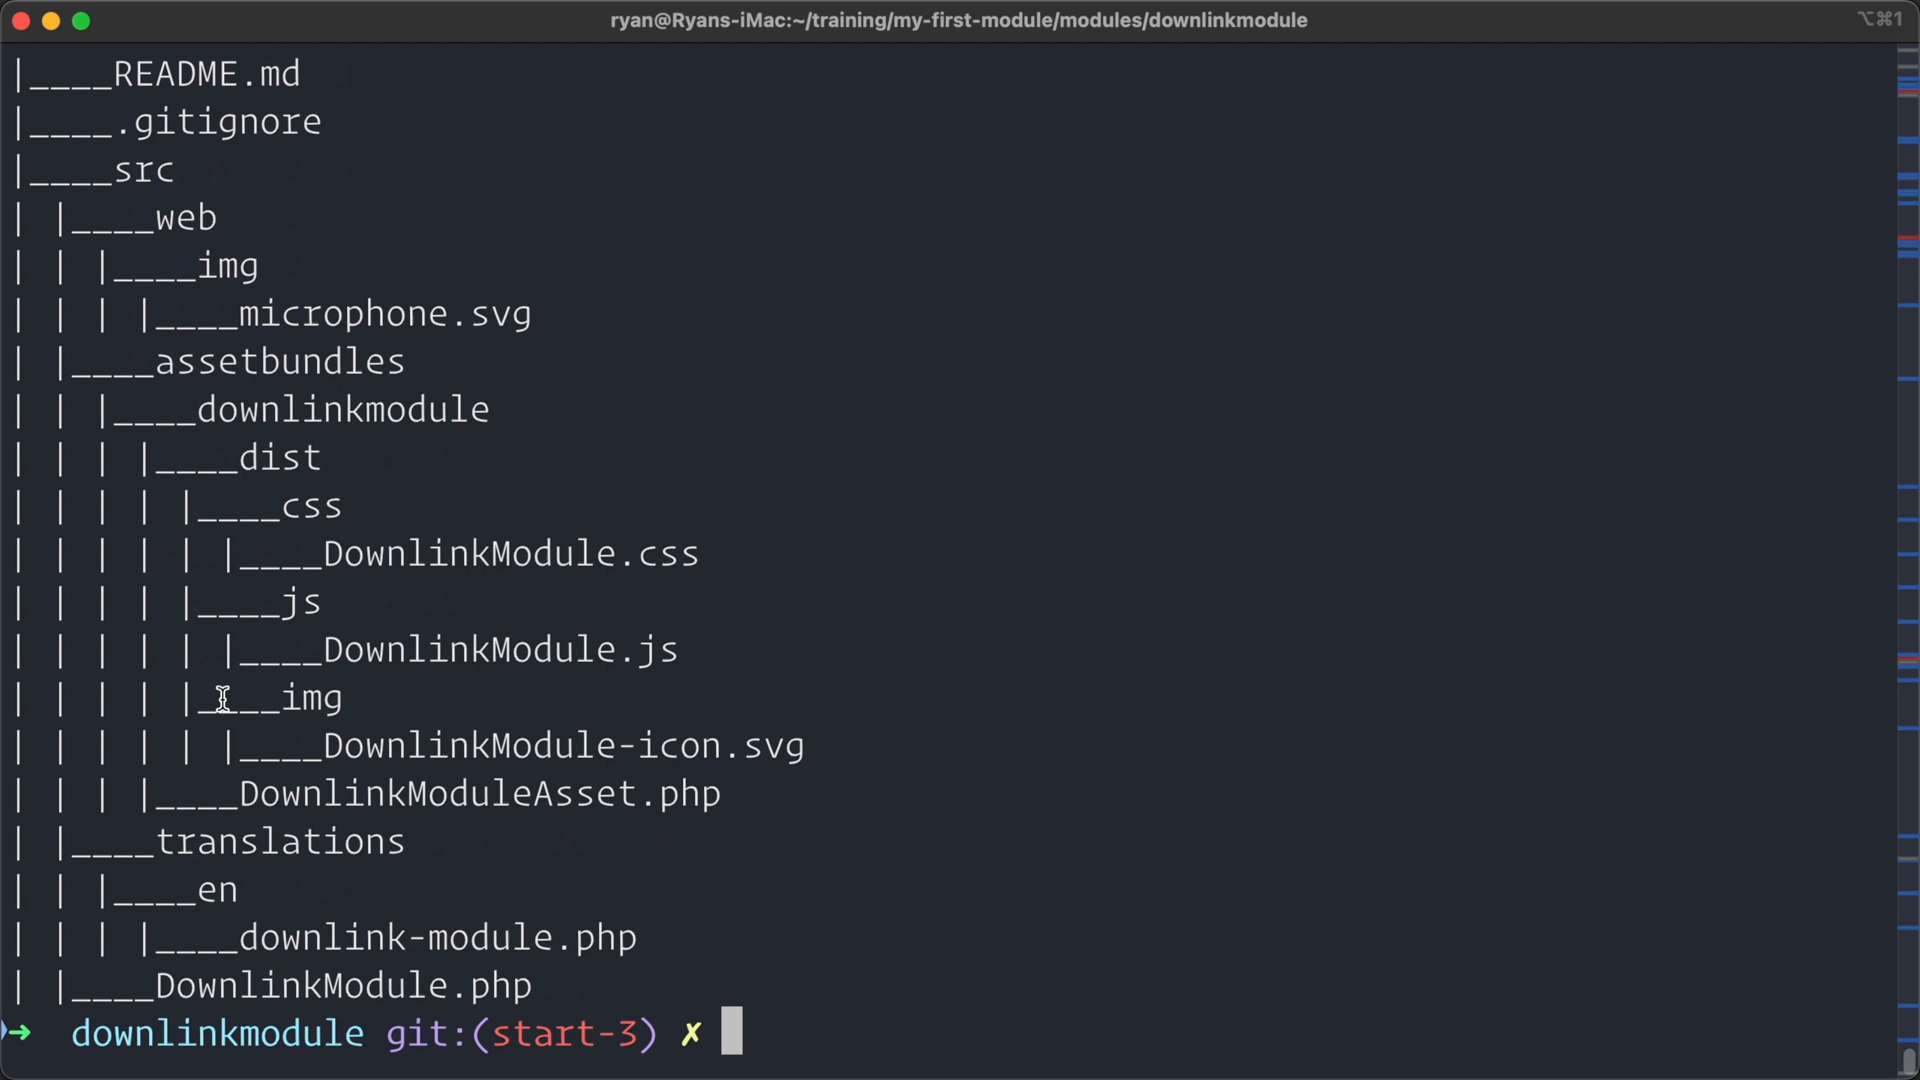 ryan@Ryans-iMac:~/training/my-first-module/modules/downlinkmodule ⌥⌘1
|____README.md
|____.gitignore
|____src
| |____web
| | |____img
| | | |____microphone.svg
| |____assetbundles
| | |____downlinkmodule
| | | |____dist
| | | | |____css
| | | | | |____DownlinkModule.css
| | | | |____js
| | | | | |____DownlinkModule.js
| | | | |____img
| | | | | |____DownlinkModule-icon.svg
| | | |____DownlinkModuleAsset.php
| |____translations
| | |____en
| | | |____downlink-module.php
| |____DownlinkModule.php
➜ downlinkmodule git:(start-3) ✗